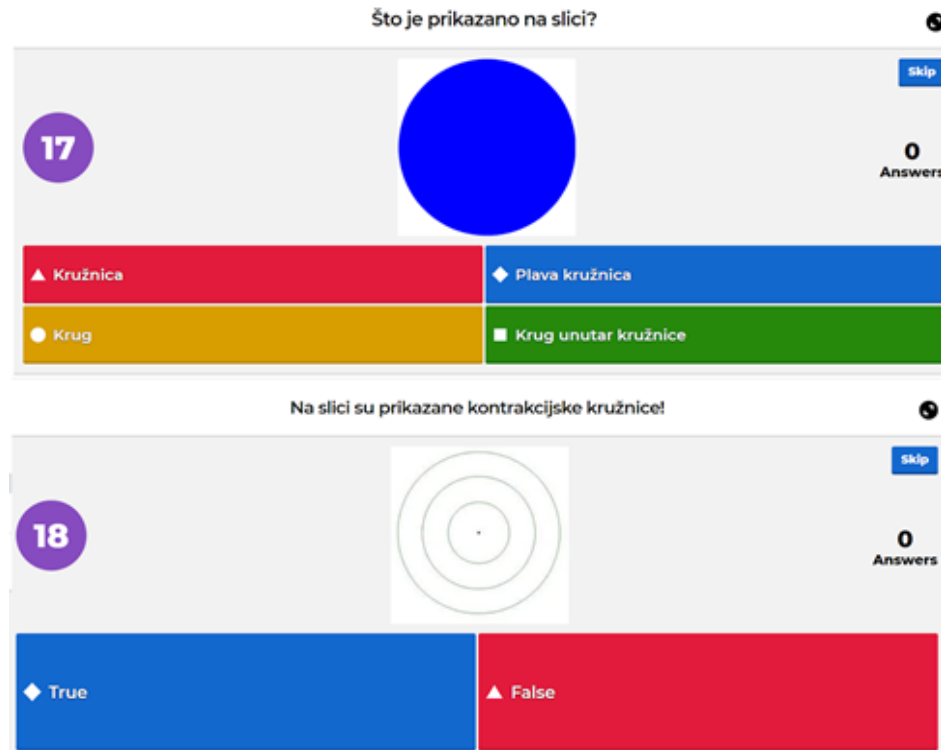 Što je prikazano na slici?
Skip
17
0
Answers
Kružnica
Plava kružnica
Krug
Krug unutar kružnice
Na slici su prikazane kontrakcijske kružnice!
Skip
18
0
Answers
True
False